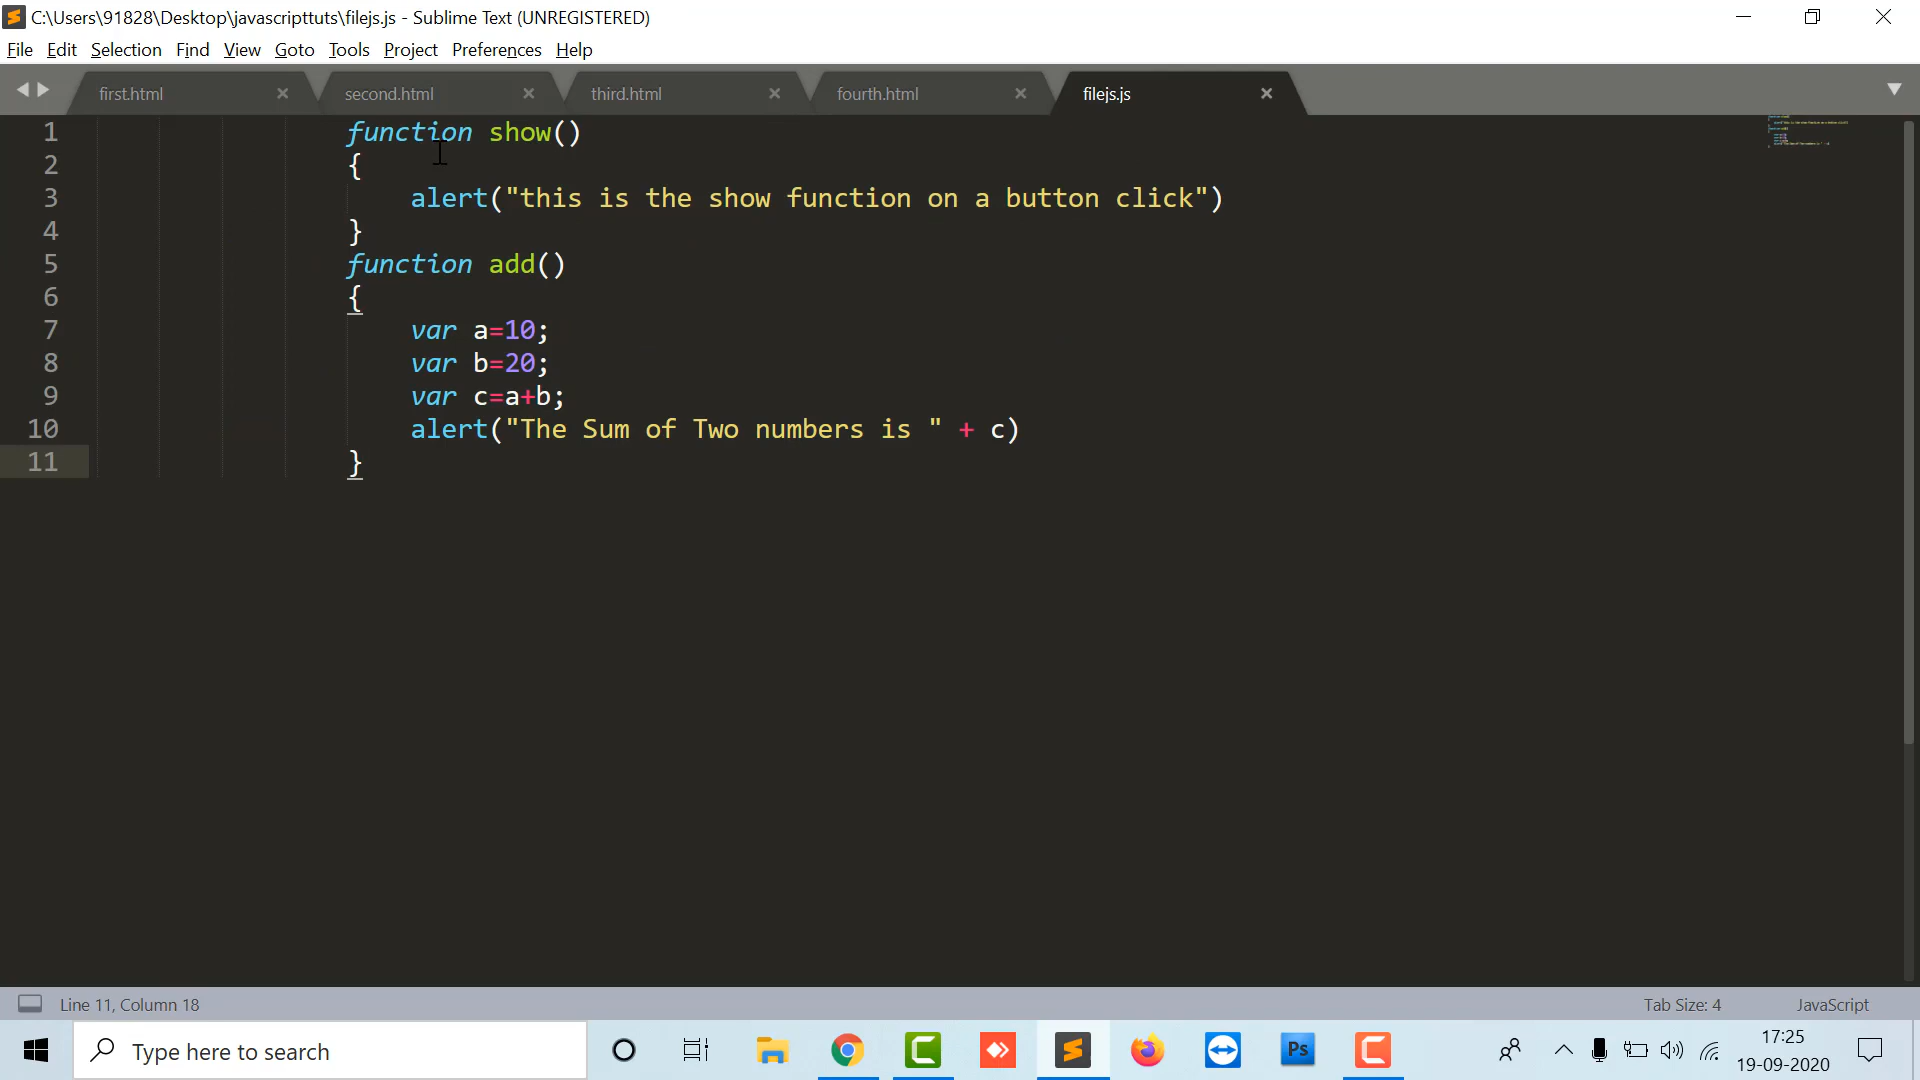 C:\Users\91828\Desktop\javascripttuts\filejs.js - Sublime Text (UNREGISTERED)
File Edit Selection Find View Goto Tools Project Preferences Help
first.html second.html third.html fourth.html filejs.js
1 function show()
2 {
3 alert("this is the show function on a button click")
4 }
5 function add()
6 {
7 var a=10;
8 var b=20;
9 var c=a+b;
10 alert("The Sum of Two numbers is " + c)
11 }
Line 11, Column 18 Tab Size: 4 JavaScript
Type here to search Ps 17:25
19-09-2020